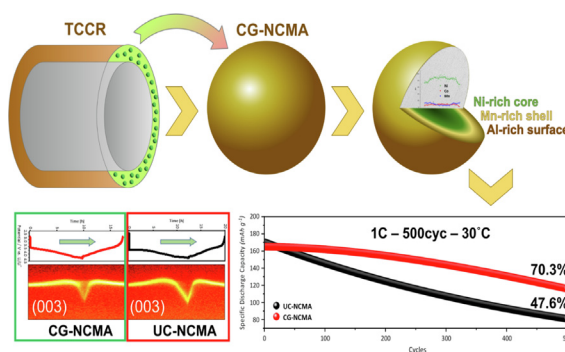 TCCR
CG-NCMA
Ni-rich core
Mn-rich shell
Al-rich surface
Time (h)
Time (h)
(003)
(003)
CG-NCMA
UC-NCMA
1C – 500cyc – 30˚C
70.3%
47.6%
UC-NCMA
CG-NCMA
Specific Discharge Capacity (mAh g⁻¹)
200
180
160
140
120
100
80
0
100
200
300
400
Cycles